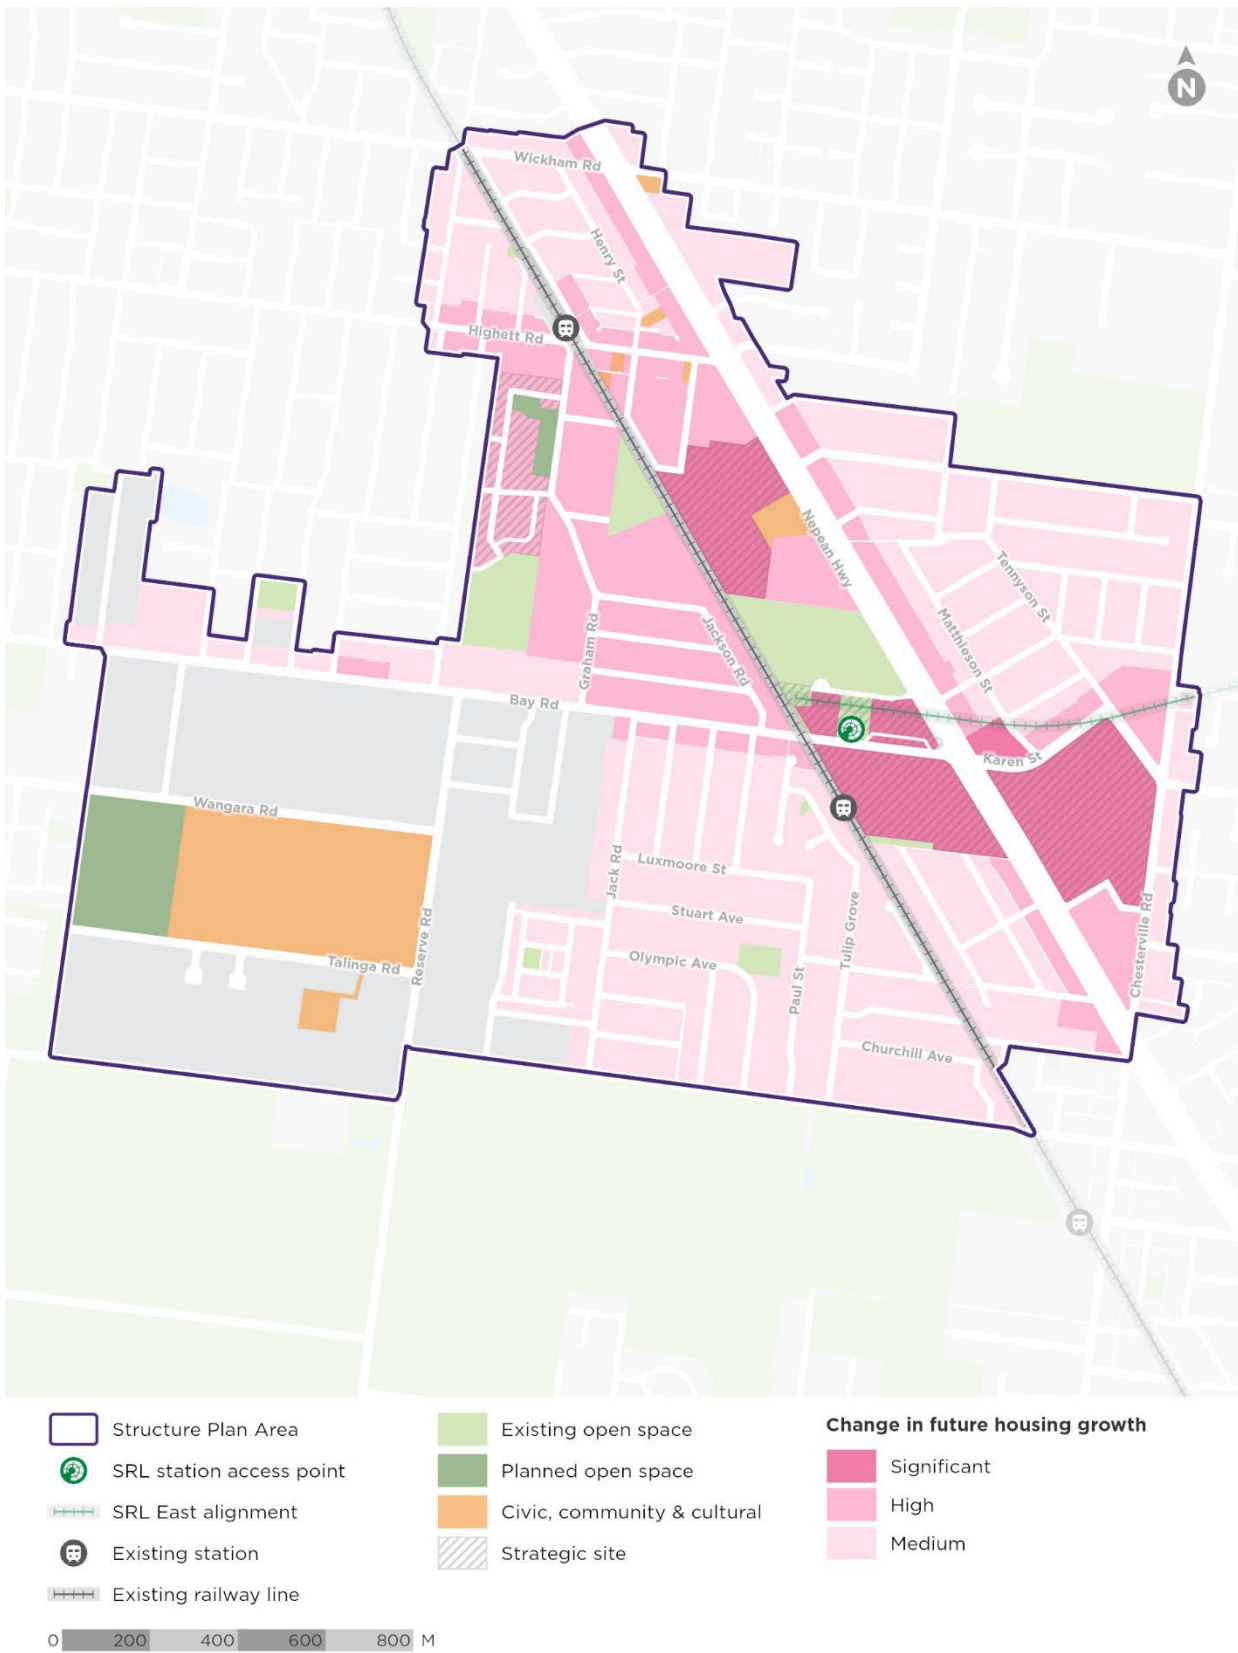 N
Wickham Rd
Henry St
Highett Rd
Nepean Hwy
Tennyson St
Matthieson St
Graham Rd
Jackson Rd
Bay Rd
Karen St
Wangara Rd
Jack Rd
Luxmoore St
Stuart Ave
Tulip Grove
Chesterville Rd
Reserve Rd
Talinga Rd
Olympic Ave
Paul St
Churchill Ave
Structure Plan Area
SRL station access point
SRL East alignment
Existing station
Existing railway line
0 200 400 600 800 M
Existing open space
Planned open space
Civic, community & cultural
Strategic site
Change in future housing growth
Significant
High
Medium